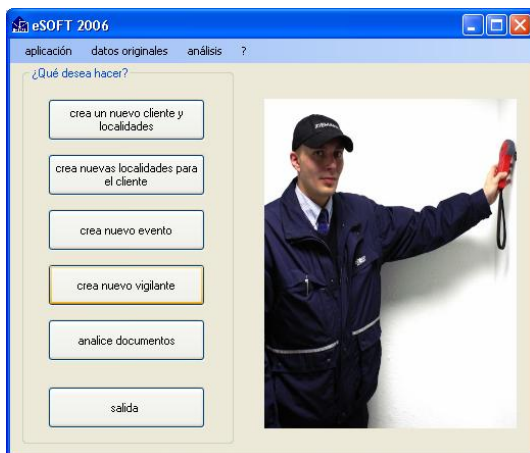 eSOFT 2006
aplicación datos originales análisis ?
¿Qué desea hacer?
crea un nuevo cliente y
localidades
crea nuevas localidades para
el cliente
crea nuevo evento
crea nuevo vigilante
analice documentos
salida